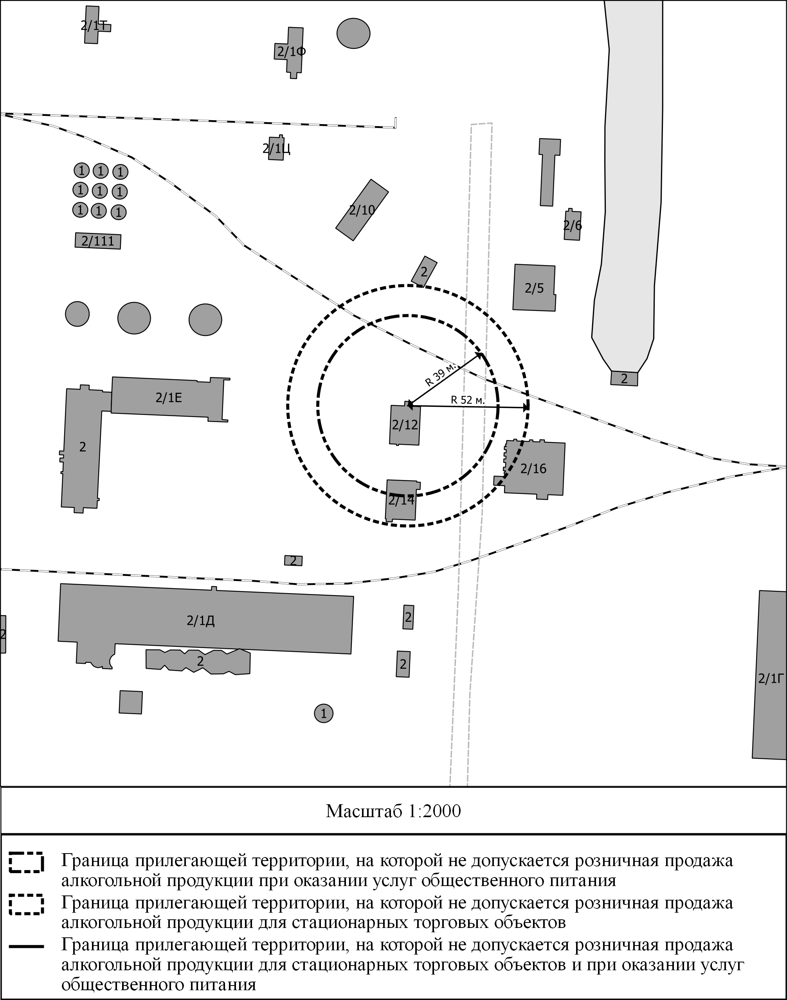 2/1Т
2/1Ф
2/1Ц
1 1 1
1 1 1
1 1 1
2/10
2/6
2/111
2
2/5
R 39 м.
R 52 м.
2
2/1Е
2/12
2
2/16
2/14
2
2
2/1Д
2
2
2
2/1Г
1
Масштаб 1:2000
Граница прилегающей территории, на которой не допускается розничная продажа
алкогольной продукции при оказании услуг общественного питания
Граница прилегающей территории, на которой не допускается розничная продажа
алкогольной продукции для стационарных торговых объектов
Граница прилегающей территории, на которой не допускается розничная продажа
алкогольной продукции для стационарных торговых объектов и при оказании услуг
общественного питания